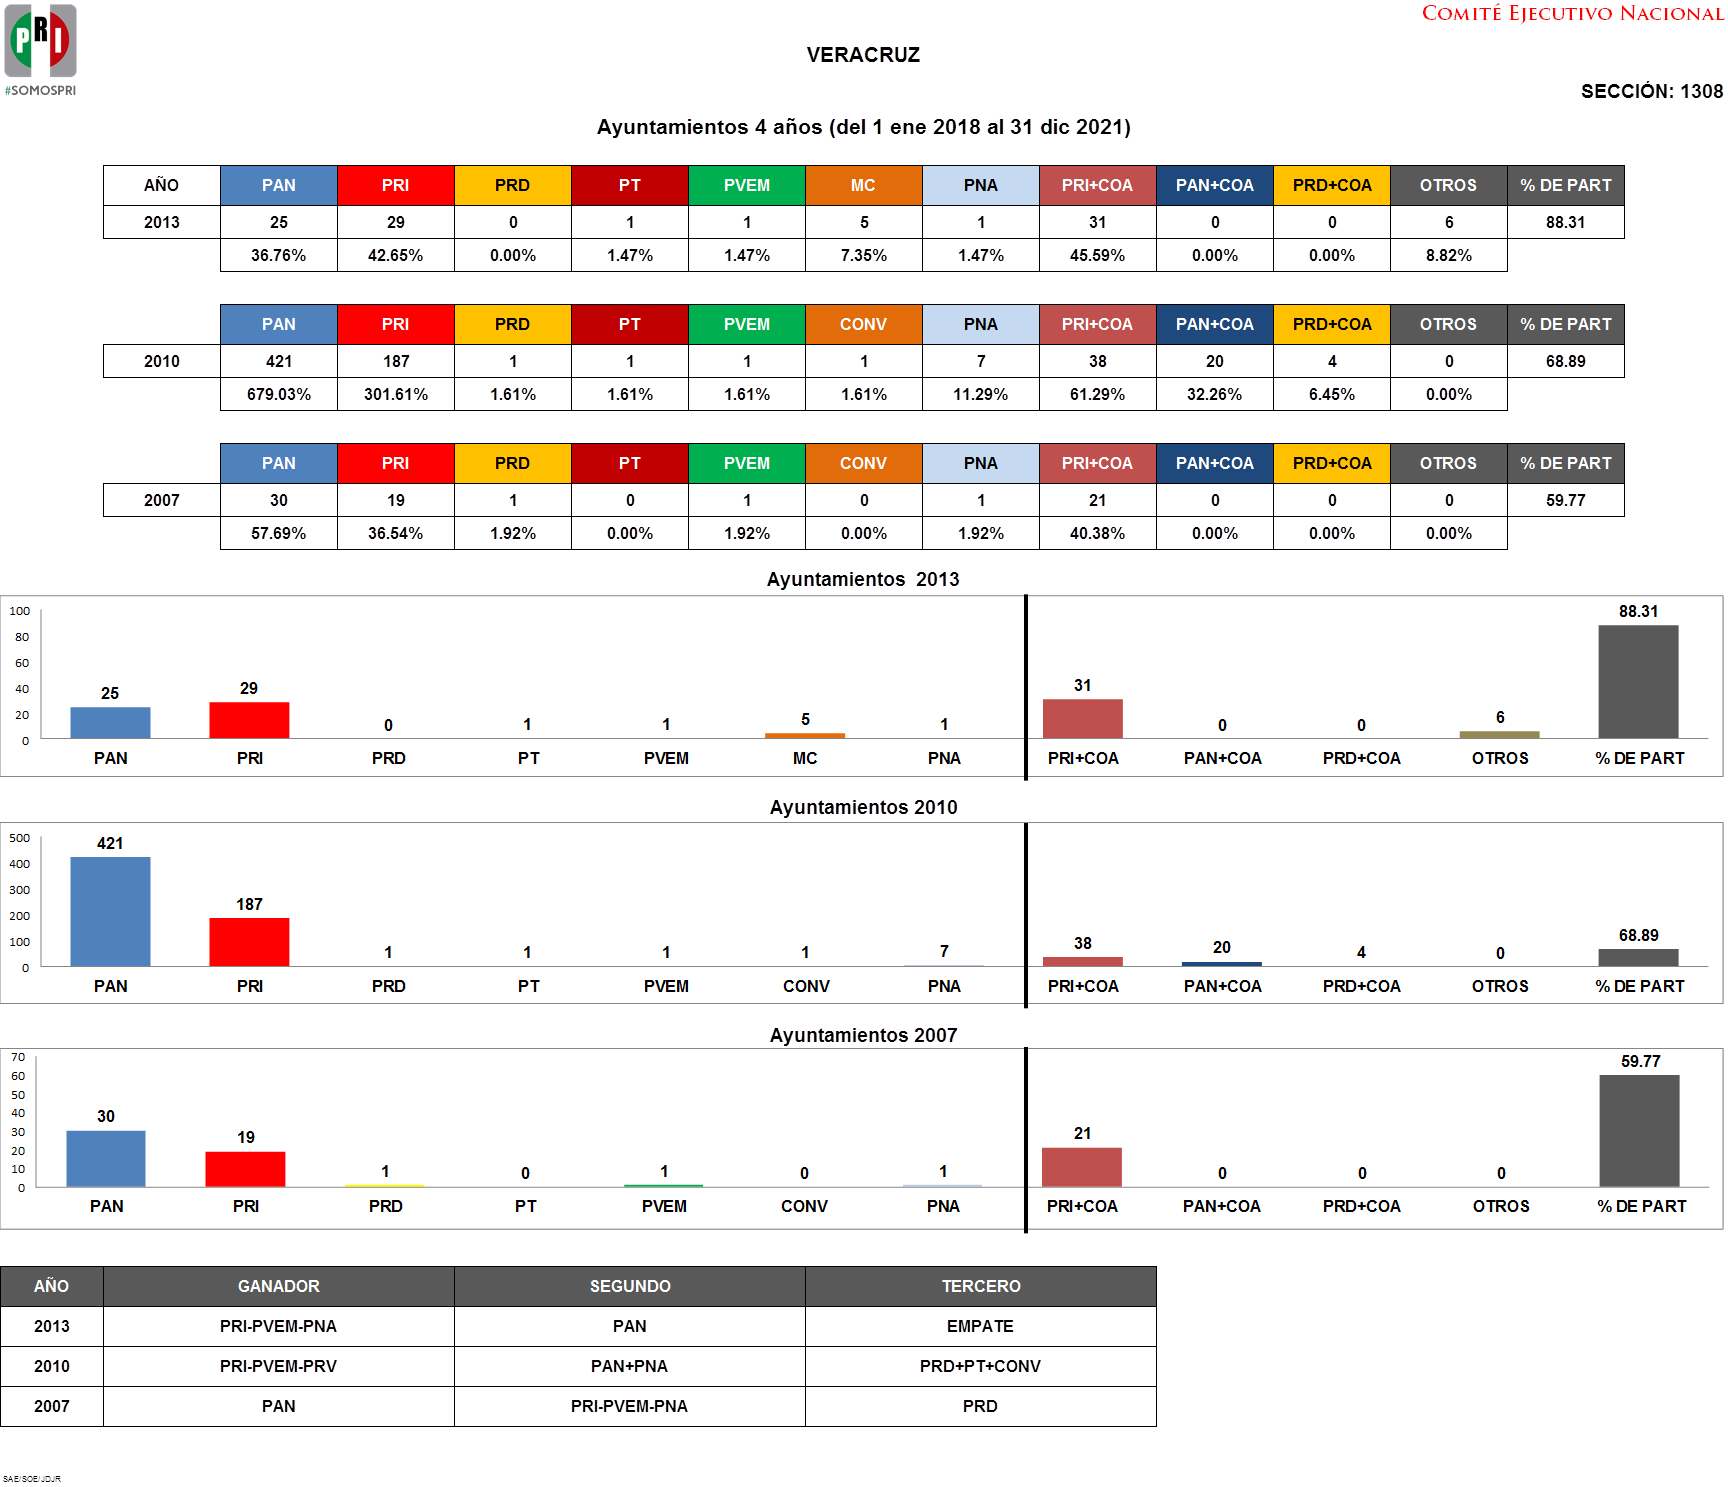 PRI
#SOMOSPRI
COMITÉ EJECUTIVO NACIONAL
VERACRUZ
SECCIÓN: 1308
Ayuntamientos 4 años (del 1 ene 2018 al 31 dic 2021)
AÑO PAN PRI PRD PT PVEM MC PNA PRI+COA PAN+COA PRD+COA OTROS % DE PART
2013 25 29 0 1 1 5 1 31 0 0 6 88.31
36.76% 42.65% 0.00% 1.47% 1.47% 7.35% 1.47% 45.59% 0.00% 0.00% 8.82%
PAN PRI PRD PT PVEM CONV PNA PRI+COA PAN+COA PRD+COA OTROS % DE PART
2010 421 187 1 1 1 1 7 38 20 4 0 68.89
679.03% 301.61% 1.61% 1.61% 1.61% 1.61% 11.29% 61.29% 32.26% 6.45% 0.00%
PAN PRI PRD PT PVEM CONV PNA PRI+COA PAN+COA PRD+COA OTROS % DE PART
2007 30 19 1 0 1 0 1 21 0 0 0 59.77
57.69% 36.54% 1.92% 0.00% 1.92% 0.00% 1.92% 40.38% 0.00% 0.00% 0.00%
Ayuntamientos 2013
100
80
60
40
20
0
25 29 0 1 1 5 1 31 0 0 6 88.31
PAN PRI PRD PT PVEM MC PNA PRI+COA PAN+COA PRD+COA OTROS % DE PART
Ayuntamientos 2010
500
400
300
200
100
0
421 187 1 1 1 1 7 38 20 4 0 68.89
PAN PRI PRD PT PVEM CONV PNA PRI+COA PAN+COA PRD+COA OTROS % DE PART
Ayuntamientos 2007
70
60
50
40
30
20
10
0
30 19 1 0 1 0 1 21 0 0 0 59.77
PAN PRI PRD PT PVEM CONV PNA PRI+COA PAN+COA PRD+COA OTROS % DE PART
AÑO GANADOR SEGUNDO TERCERO
2013 PRI-PVEM-PNA PAN EMPATE
2010 PRI-PVEM-PRV PAN+PNA PRD+PT+CONV
2007 PAN PRI-PVEM-PNA PRD
SAE/SOE/JDJR